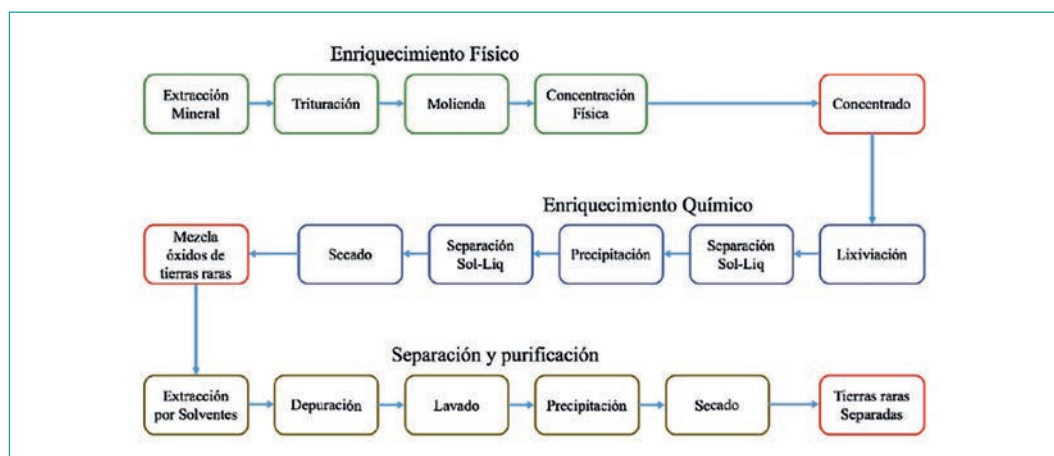 Enriquecimiento Físico
Extracción
Mineral
Trituración
Molienda
Concentración
Física
Concentrado
Enriquecimiento Químico
Mezcla
óxidos de
tierras raras
Secado
Separación
Sol-Liq
Precipitación
Separación
Sol-Liq
Lixiviación
Separación y purificación
Extracción
por Solventes
Depuración
Lavado
Precipitación
Secado
Tierras raras
Separadas